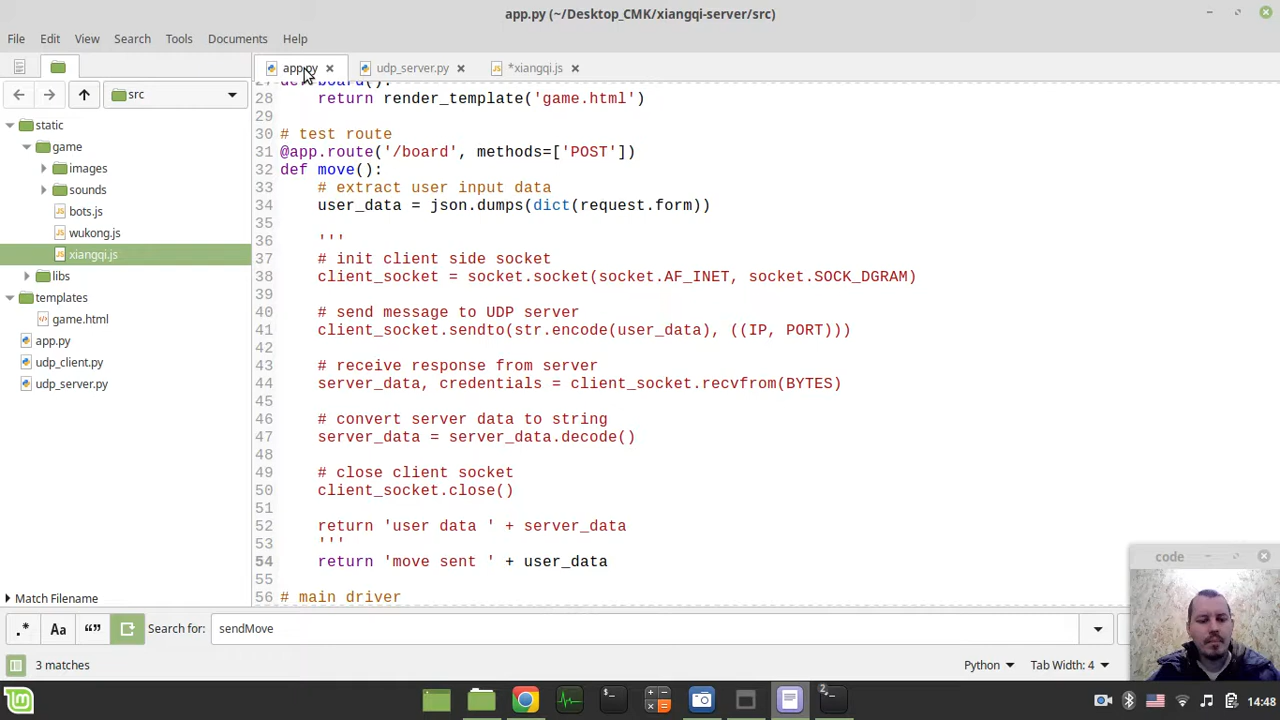 app.py (~/Desktop_CMK/xiangqi-server/src)
File Edit View Search Tools Documents Help
app.py udp_server.py *xiangqi.js
src
static
game
images
sounds
bots.js
wukong.js
xiangqi.js
libs
templates
game.html
app.py
udp_client.py
udp_server.py
Match Filename
27 def board():
28 return render_template('game.html')
29
30 # test route
31 @app.route('/board', methods=['POST'])
32 def move():
33 # extract user input data
34 user_data = json.dumps(dict(request.form))
35
36 '''
37 # init client side socket
38 client_socket = socket.socket(socket.AF_INET, socket.SOCK_DGRAM)
39
40 # send message to UDP server
41 client_socket.sendto(str.encode(user_data), ((IP, PORT)))
42
43 # receive response from server
44 server_data, credentials = client_socket.recvfrom(BYTES)
45
46 # convert server data to string
47 server_data = server_data.decode()
48
49 # close client socket
50 client_socket.close()
51
52 return 'user data ' + server_data
53 '''
54 return 'move sent ' + user_data
55
56 # main driver
code
.* Aa “” Search for: sendMove
3 matches
Python Tab Width: 4
14:48